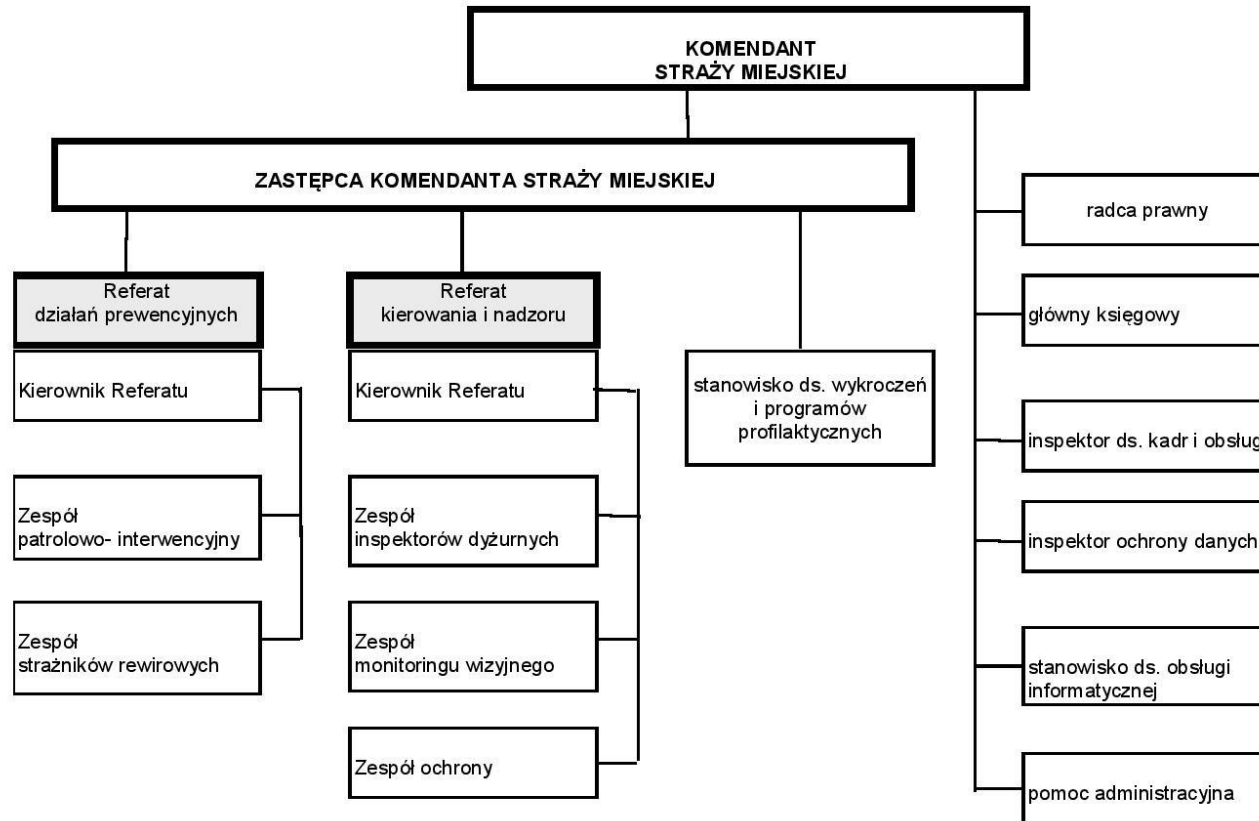 KOMENDANT
STRAŻY MIEJSKIEJ
ZASTĘPCA KOMENDANTA STRAŻY MIEJSKIEJ
radca prawny
Referat
działań prewencyjnych
Referat
kierowania i nadzoru
główny księgowy
Kierownik Referatu
Kierownik Referatu
stanowisko ds. wykroczeń
i programów
profilaktycznych
inspektor ds. kadr i obsług
Zespół
patrolowo- interwencyjny
Zespół
inspektorów dyżurnych
inspektor ochrony danych
Zespół
strażników rewirowych
Zespół
monitoringu wizyjnego
stanowisko ds. obsługi
informatycznej
Zespół ochrony
pomoc administracyjna